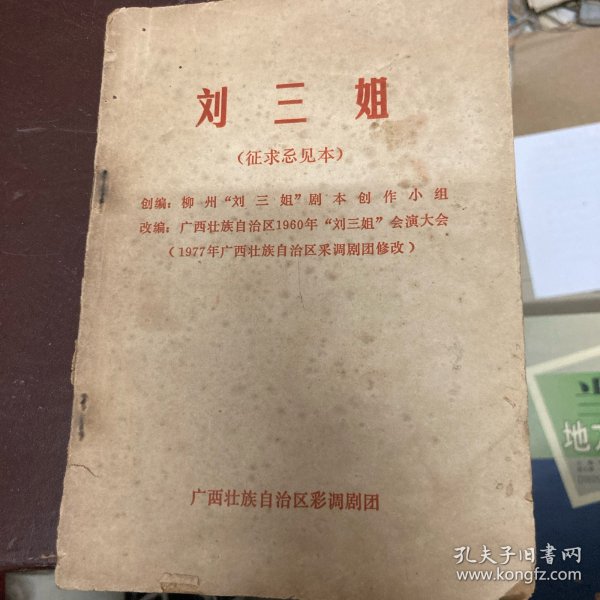 刘三姐
（征求忌见本）
创编：柳州“刘三姐”剧本创作小组
改编：广西壮族自治区1960年“刘三姐”会演大会
（1977年广西壮族自治区采调剧团修改）
广西壮族自治区彩调剧团
地方
孔夫子旧书网
www.kongfz.com